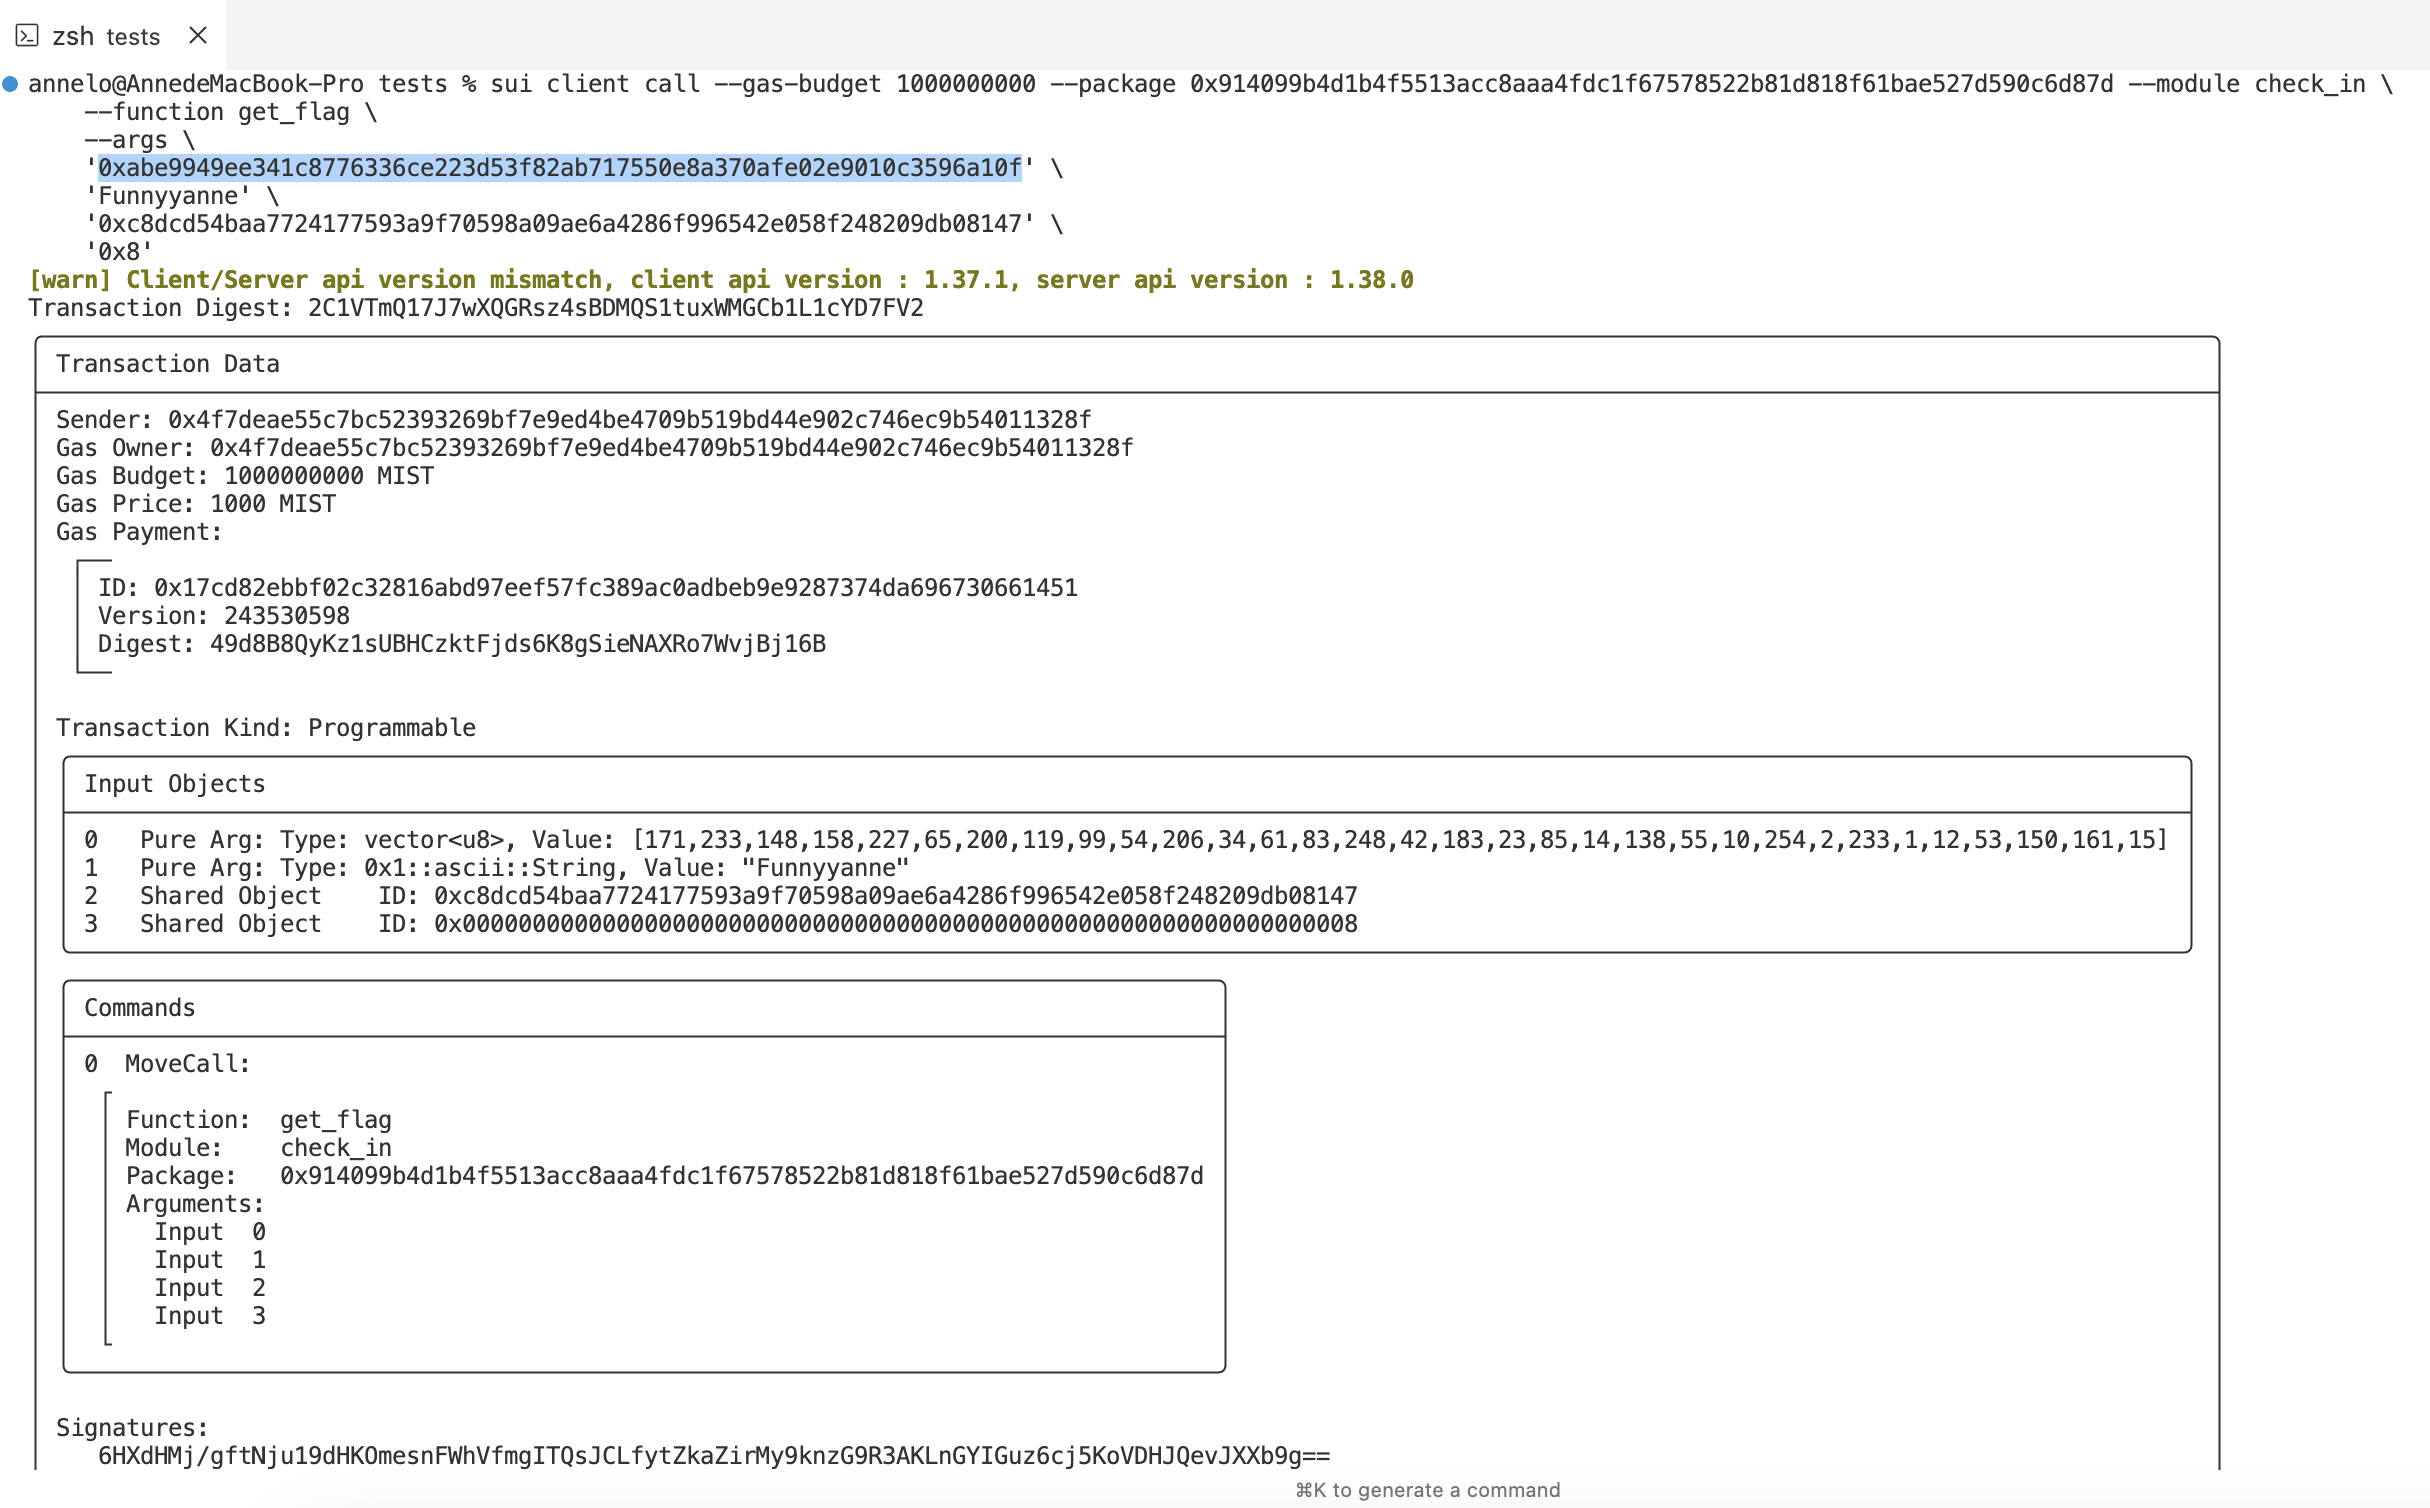 zsh tests
annelo@AnnedeMacBook-Pro tests % sui client call --gas-budget 1000000000 --package 0x914099b4d1b4f5513acc8aaa4fdc1f67578522b81d818f61bae527d590c6d87d --module check_in \
--function get_flag \
--args \
'0xabe9949ee341c8776336ce223d53f82ab717550e8a370afe02e9010c3596a10f' \
'Funnyyanne' \
'0xc8dcd54baa7724177593a9f70598a09ae6a4286f996542e058f248209db08147' \
'0x8'
[warn] Client/Server api version mismatch, client api version : 1.37.1, server api version : 1.38.0
Transaction Digest: 2C1VTmQ17J7wXQGRsz4sBDMQS1tuxWMGCb1L1cYD7FV2
Transaction Data
Sender: 0x4f7deae55c7bc52393269bf7e9ed4be4709b519bd44e902c746ec9b54011328f
Gas Owner: 0x4f7deae55c7bc52393269bf7e9ed4be4709b519bd44e902c746ec9b54011328f
Gas Budget: 1000000000 MIST
Gas Price: 1000 MIST
Gas Payment:
ID: 0x17cd82ebbf02c32816abd97eef57fc389ac0adbeb9e9287374da696730661451
Version: 243530598
Digest: 49d8B8QyKz1sUBHCzktFjds6K8gSieNAXRo7WvjBj16B
Transaction Kind: Programmable
Input Objects
0 Pure Arg: Type: vector<u8>, Value: [171,233,148,158,227,65,200,119,99,54,206,34,61,83,248,42,183,23,85,14,138,55,10,254,2,233,1,12,53,150,161,15]
1 Pure Arg: Type: 0x1::ascii::String, Value: "Funnyyanne"
2 Shared Object ID: 0xc8dcd54baa7724177593a9f70598a09ae6a4286f996542e058f248209db08147
3 Shared Object ID: 0x0000000000000000000000000000000000000000000000000000000000000008
Commands
0 MoveCall:
Function: get_flag
Module: check_in
Package: 0x914099b4d1b4f5513acc8aaa4fdc1f67578522b81d818f61bae527d590c6d87d
Arguments:
Input 0
Input 1
Input 2
Input 3
Signatures:
6HXdHMj/gftNju19dHKOmesnFWhVfmgITQsJCLfytZkaZirMy9knzG9R3AKLnGYIGuz6cj5KoVDHJQevJXXb9g==
⌘K to generate a command